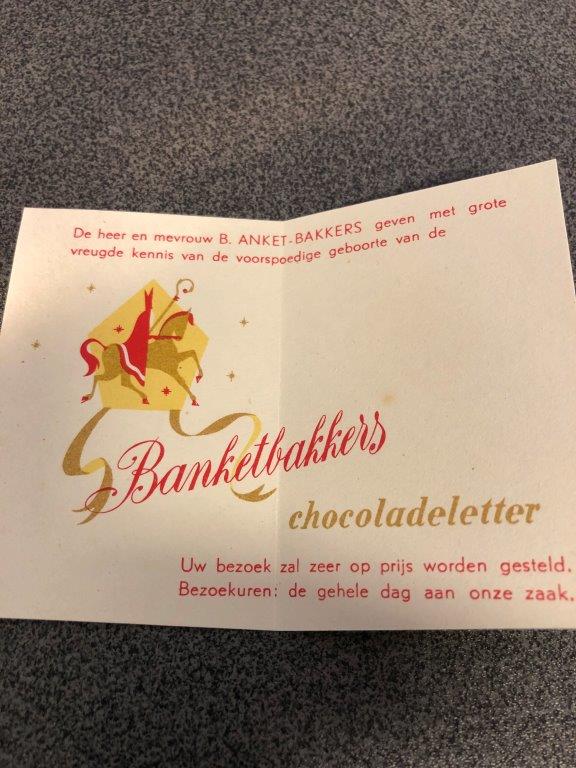 De heer en mevrouw B. ANKET-BAKKERS geven met grote
vreugde kennis van de voorspoedige geboorte van de
Banketbakkers
chocoladeletter
Uw bezoek zal zeer op prijs worden gesteld.
Bezoekuren: de gehele dag aan onze zaak.